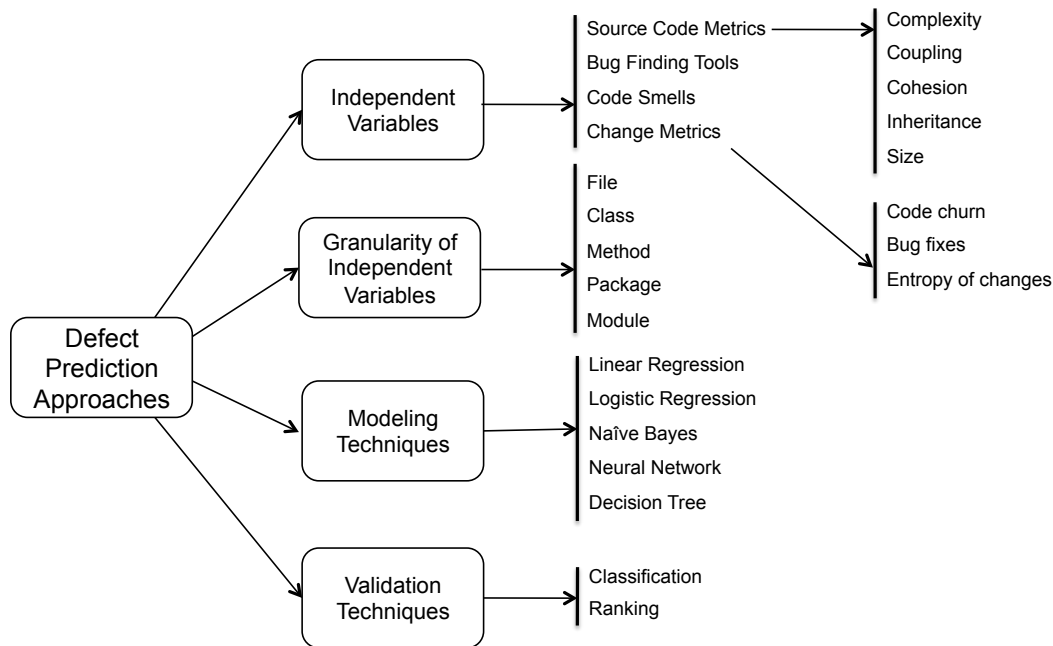 Defect
Prediction
Approaches
Independent
Variables
Source Code Metrics
Bug Finding Tools
Code Smells
Change Metrics
Complexity
Coupling
Cohesion
Inheritance
Size
Code churn
Bug fixes
Entropy of changes
Granularity of
Independent
Variables
File
Class
Method
Package
Module
Modeling
Techniques
Linear Regression
Logistic Regression
Naïve Bayes
Neural Network
Decision Tree
Validation
Techniques
Classification
Ranking